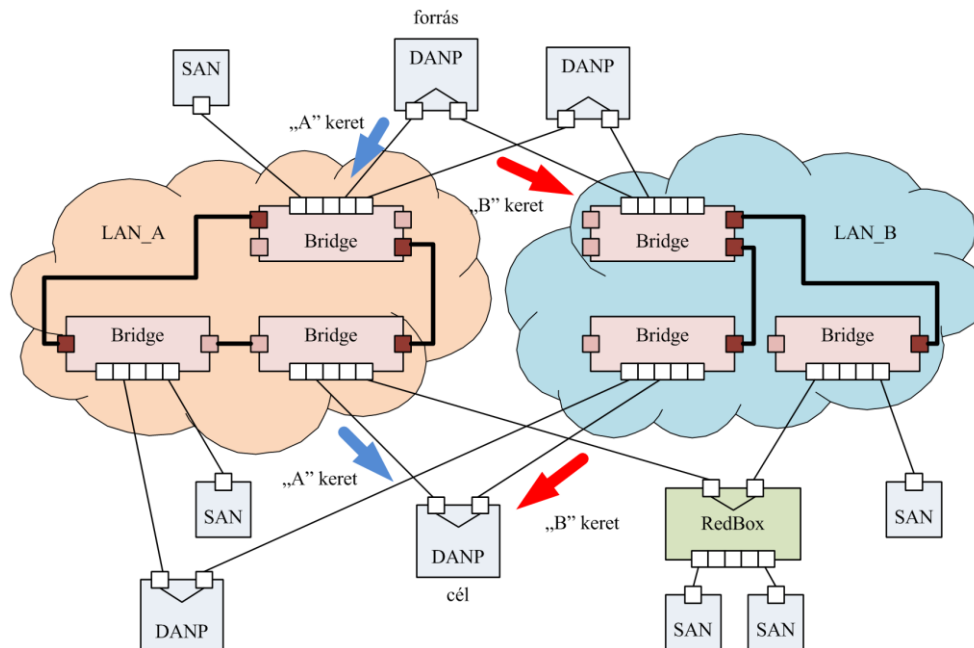 forrás
SAN
DANP
DANP
„A” keret
„B” keret
LAN_A
Bridge
Bridge
LAN_B
Bridge
Bridge
Bridge
Bridge
„A” keret
SAN
„B” keret
RedBox
SAN
DANP
cél
DANP
SAN
SAN